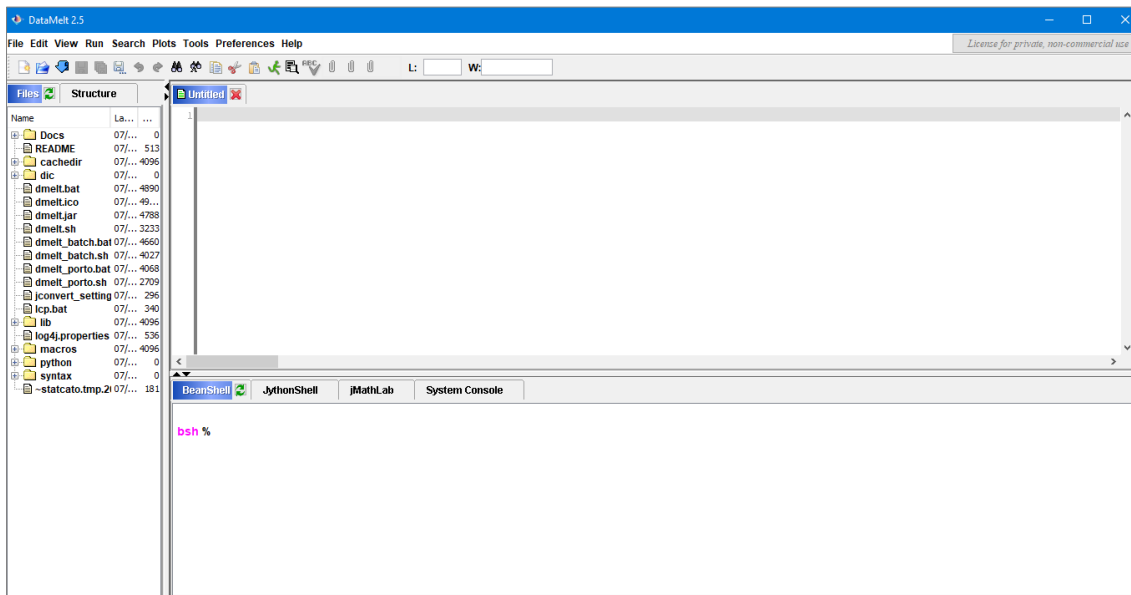 DataMelt 2.5
File Edit View Run Search Plots Tools Preferences Help
License for private, non-commercial use
REC
L:
W:
Files
Structure
Untitled
Name La... ...
1
Docs 07/... 0
README 07/... 513
cachedir 07/... 4096
dic 07/... 0
dmelt.bat 07/... 4890
dmelt.ico 07/... 49...
dmelt.jar 07/... 4788
dmelt.sh 07/... 3233
dmelt_batch.bat 07/... 4660
dmelt_batch.sh 07/... 4027
dmelt_porto.bat 07/... 4068
dmelt_porto.sh 07/... 2709
jconvert_setting 07/... 296
lcp.bat 07/... 340
lib 07/... 4096
log4j.properties 07/... 536
macros 07/... 4096
python 07/... 0
syntax 07/... 0
~statcato.tmp.2( 07/... 181
BeanShell
JythonShell
jMathLab
System Console
bsh %